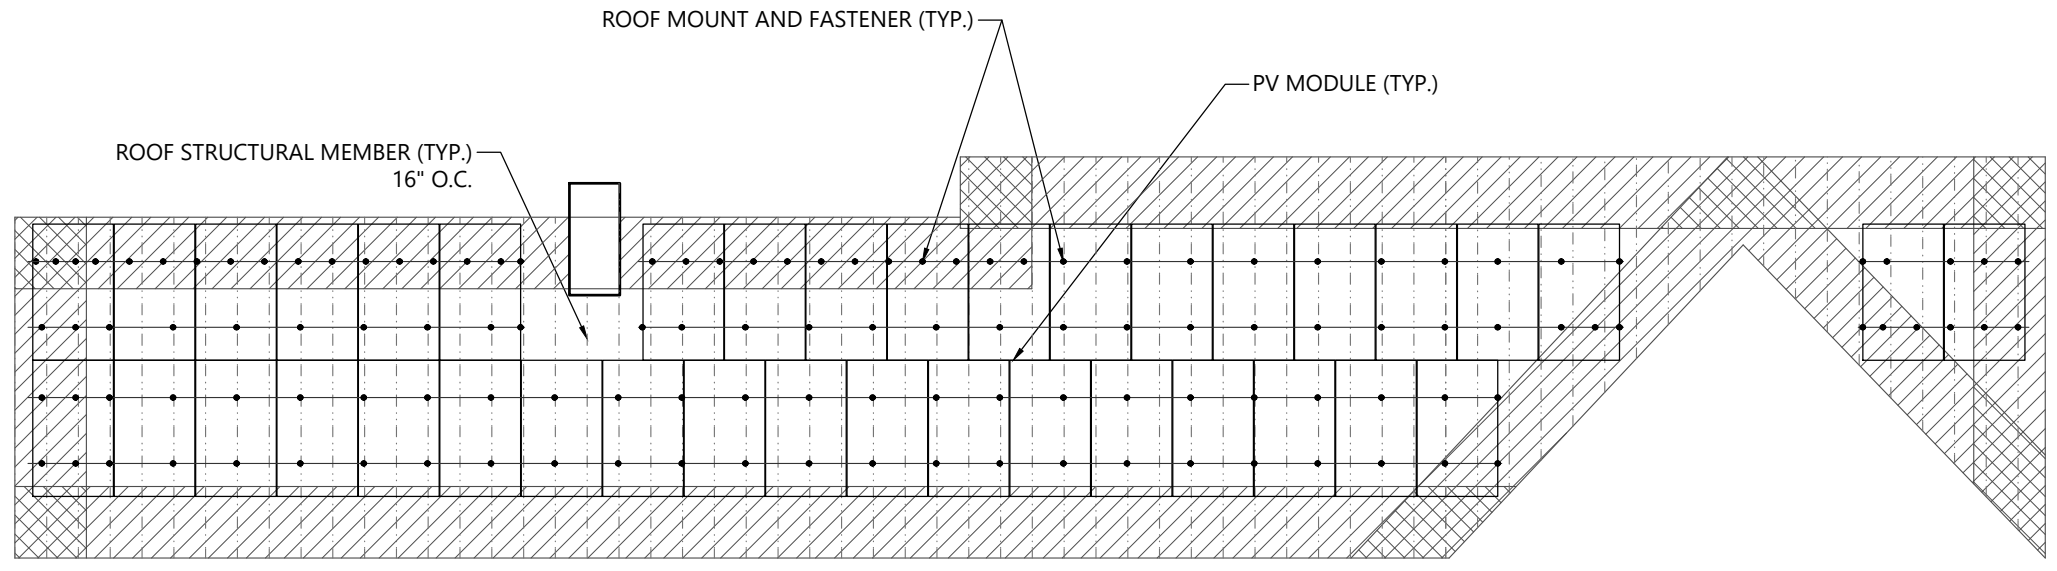 ROOF MOUNT AND FASTENER (TYP.)
PV MODULE (TYP.)
ROOF STRUCTURAL MEMBER (TYP.)
16" O.C.